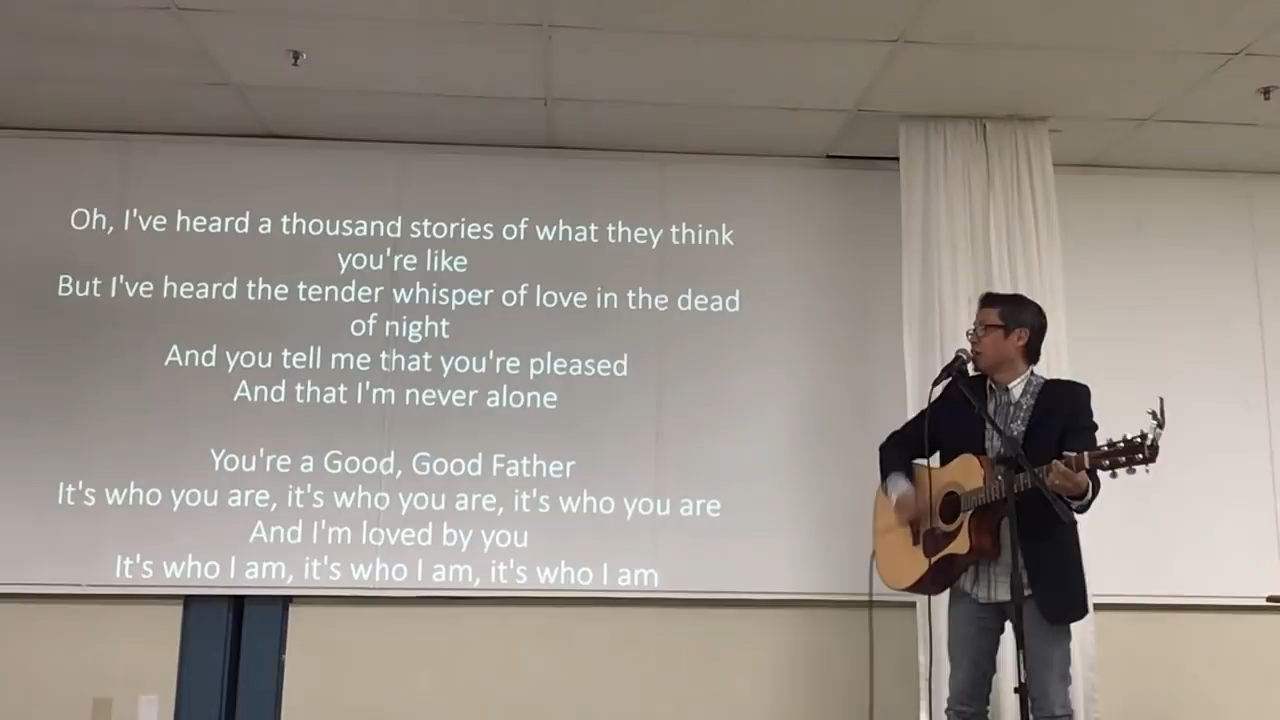 Oh, I've heard a thousand stories of what they think
you're like
But I've heard the tender whisper of love in the dead
of night
And you tell me that you're pleased
And that I'm never alone
You're a Good, Good Father
It's who you are, it's who you are, it's who you are
And I'm loved by you
It's who I am, it's who I am, it's who I am